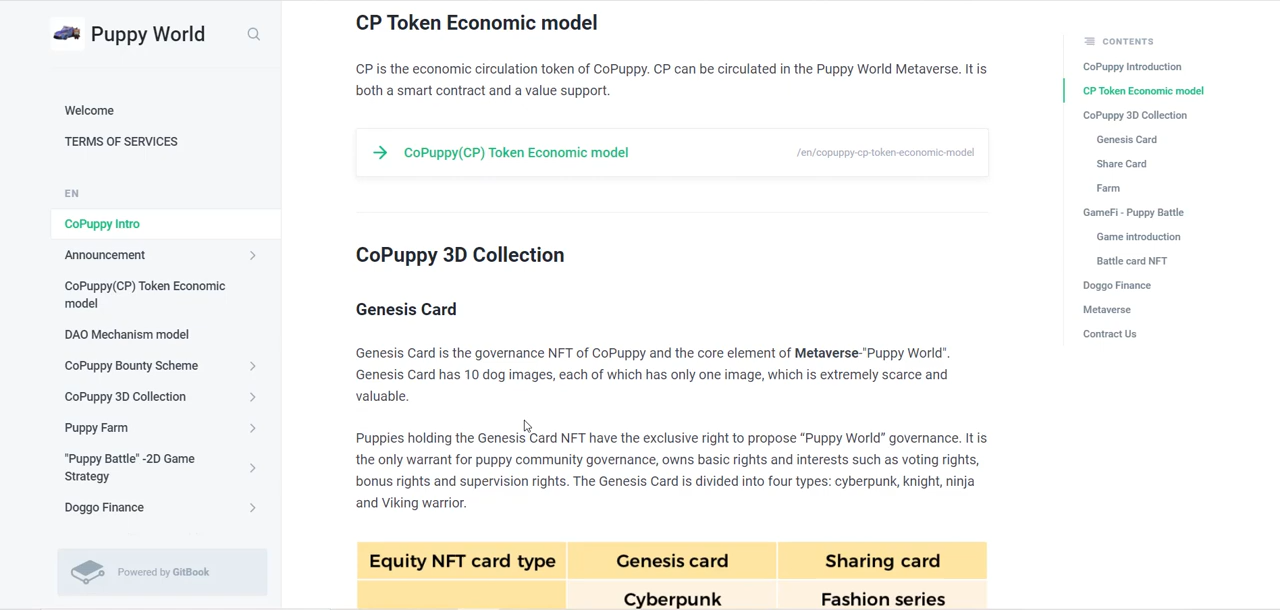 Puppy World
Welcome
TERMS OF SERVICES
EN
CoPuppy Intro
Announcement
CoPuppy(CP) Token Economic
model
DAO Mechanism model
CoPuppy Bounty Scheme
CoPuppy 3D Collection
Puppy Farm
"Puppy Battle" -2D Game
Strategy
Doggo Finance
Powered by GitBook
CP Token Economic model
CP is the economic circulation token of CoPuppy. CP can be circulated in the Puppy World Metaverse. It is
both a smart contract and a value support.
CoPuppy(CP) Token Economic model
/en/copuppy-cp-token-economic-model
CoPuppy 3D Collection
Genesis Card
Genesis Card is the governance NFT of CoPuppy and the core element of Metaverse-"Puppy World".
Genesis Card has 10 dog images, each of which has only one image, which is extremely scarce and
valuable.
Puppies holding the Genesis Card NFT have the exclusive right to propose “Puppy World” governance. It is
the only warrant for puppy community governance, owns basic rights and interests such as voting rights,
bonus rights and supervision rights. The Genesis Card is divided into four types: cyberpunk, knight, ninja
and Viking warrior.
Equity NFT card type Genesis card Sharing card
Cyberpunk Fashion series
CONTENTS
CoPuppy Introduction
CP Token Economic model
CoPuppy 3D Collection
Genesis Card
Share Card
Farm
GameFi - Puppy Battle
Game introduction
Battle card NFT
Doggo Finance
Metaverse
Contract Us